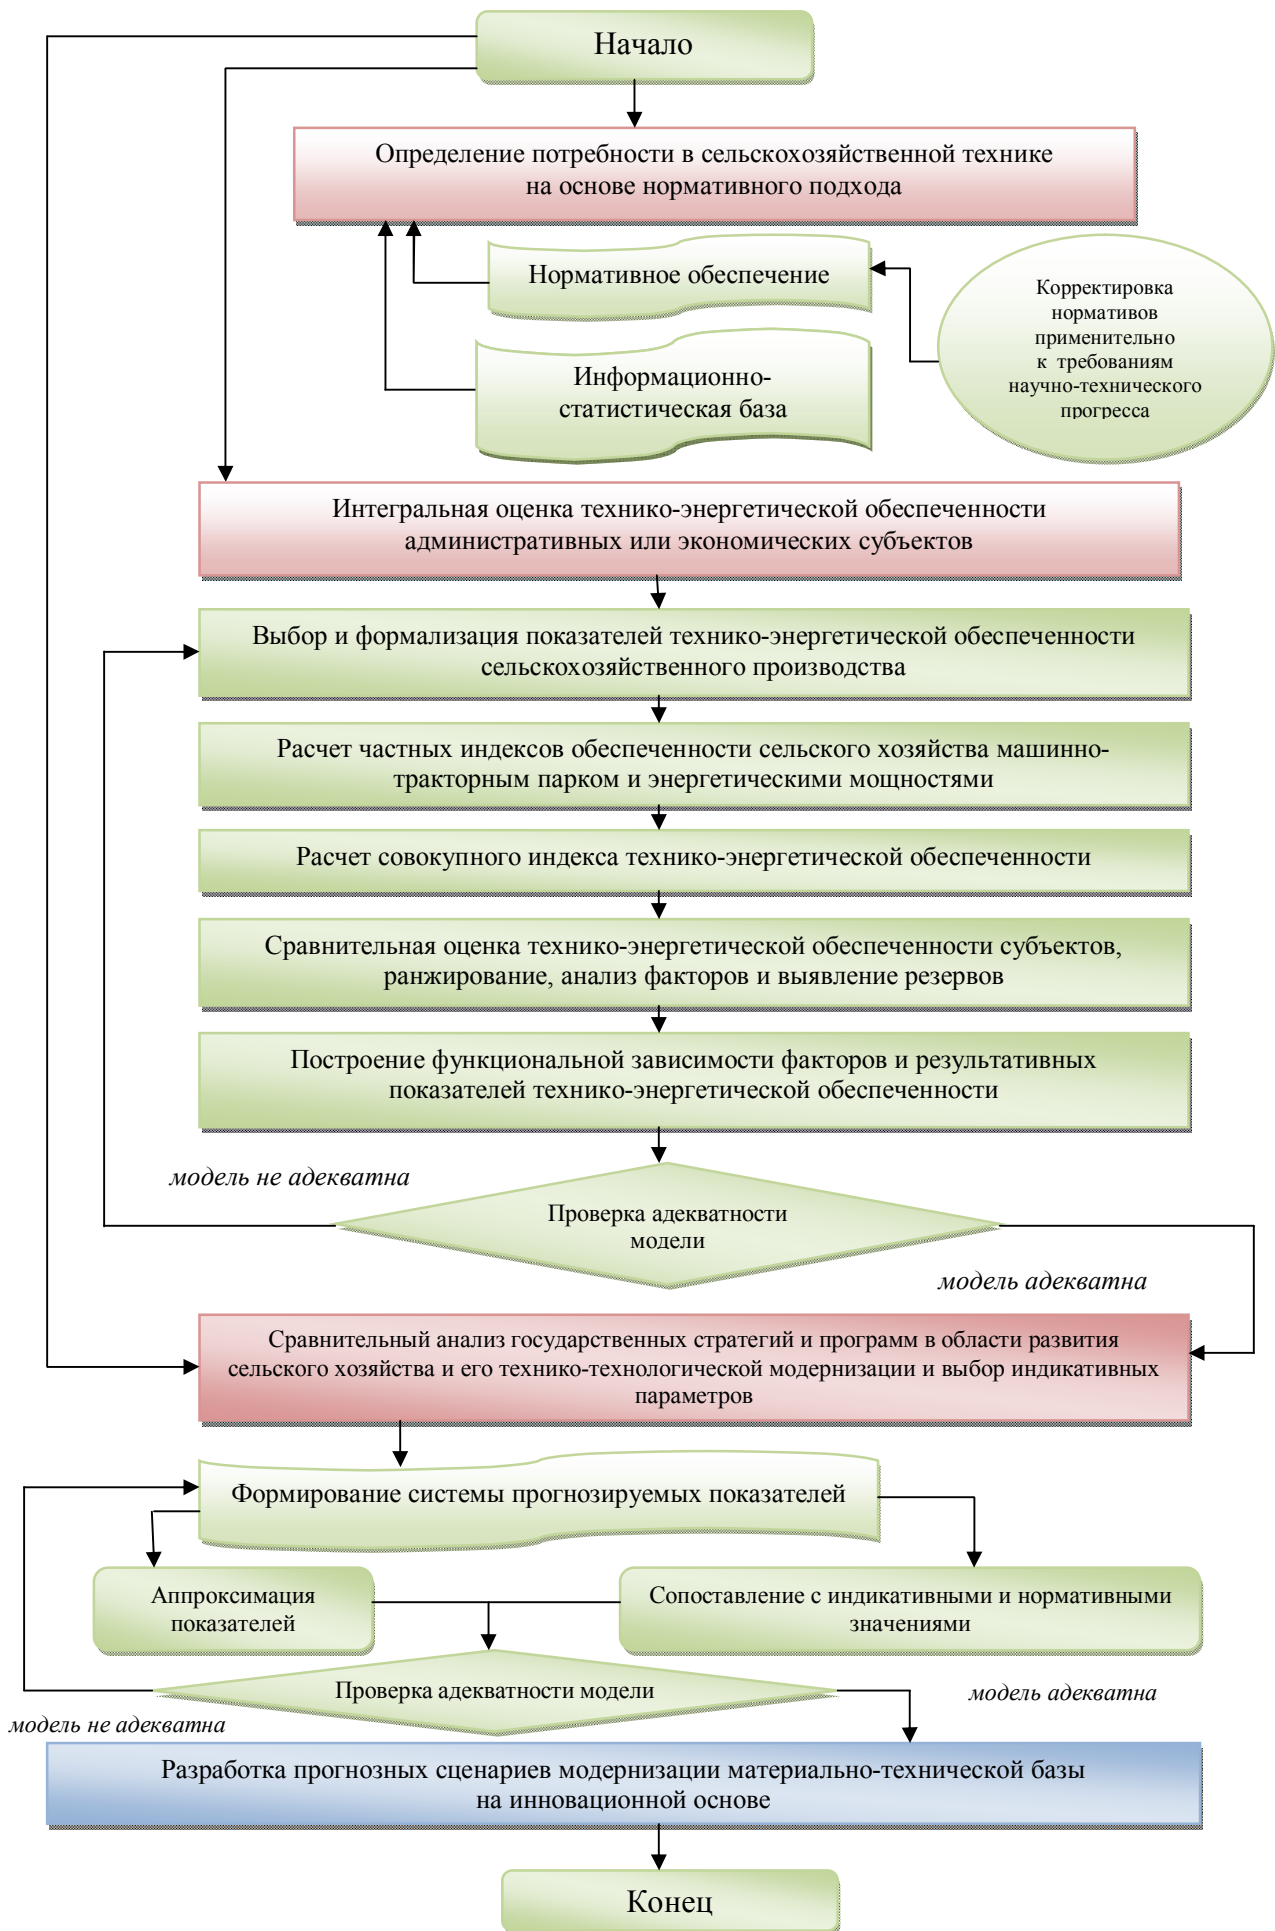 Начало
Определение потребности в сельскохозяйственной технике
на основе нормативного подхода
Нормативное обеспечение
Корректировка
нормативов
применительно
к требованиям
научно-технического
прогресса
Информационно-
статистическая база
Интегральная оценка технико-энергетической обеспеченности
административных или экономических субъектов
Выбор и формализация показателей технико-энергетической обеспеченности
сельскохозяйственного производства
Расчет частных индексов обеспеченности сельского хозяйства машинно-
тракторным парком и энергетическими мощностями
Расчет совокупного индекса технико-энергетической обеспеченности
Сравнительная оценка технико-энергетической обеспеченности субъектов,
ранжирование, анализ факторов и выявление резервов
Построение функциональной зависимости факторов и результативных
показателей технико-энергетической обеспеченности
модель не адекватна
Проверка адекватности
модели
модель адекватна
Сравнительный анализ государственных стратегий и программ в области развития
сельского хозяйства и его технико-технологической модернизации и выбор индикативных
параметров
Формирование системы прогнозируемых показателей
Аппроксимация
показателей
Сопоставление с индикативными и нормативными
значениями
Проверка адекватности модели
модель адекватна
модель не адекватна
Разработка прогнозных сценариев модернизации материально-технической базы
на инновационной основе
Конец